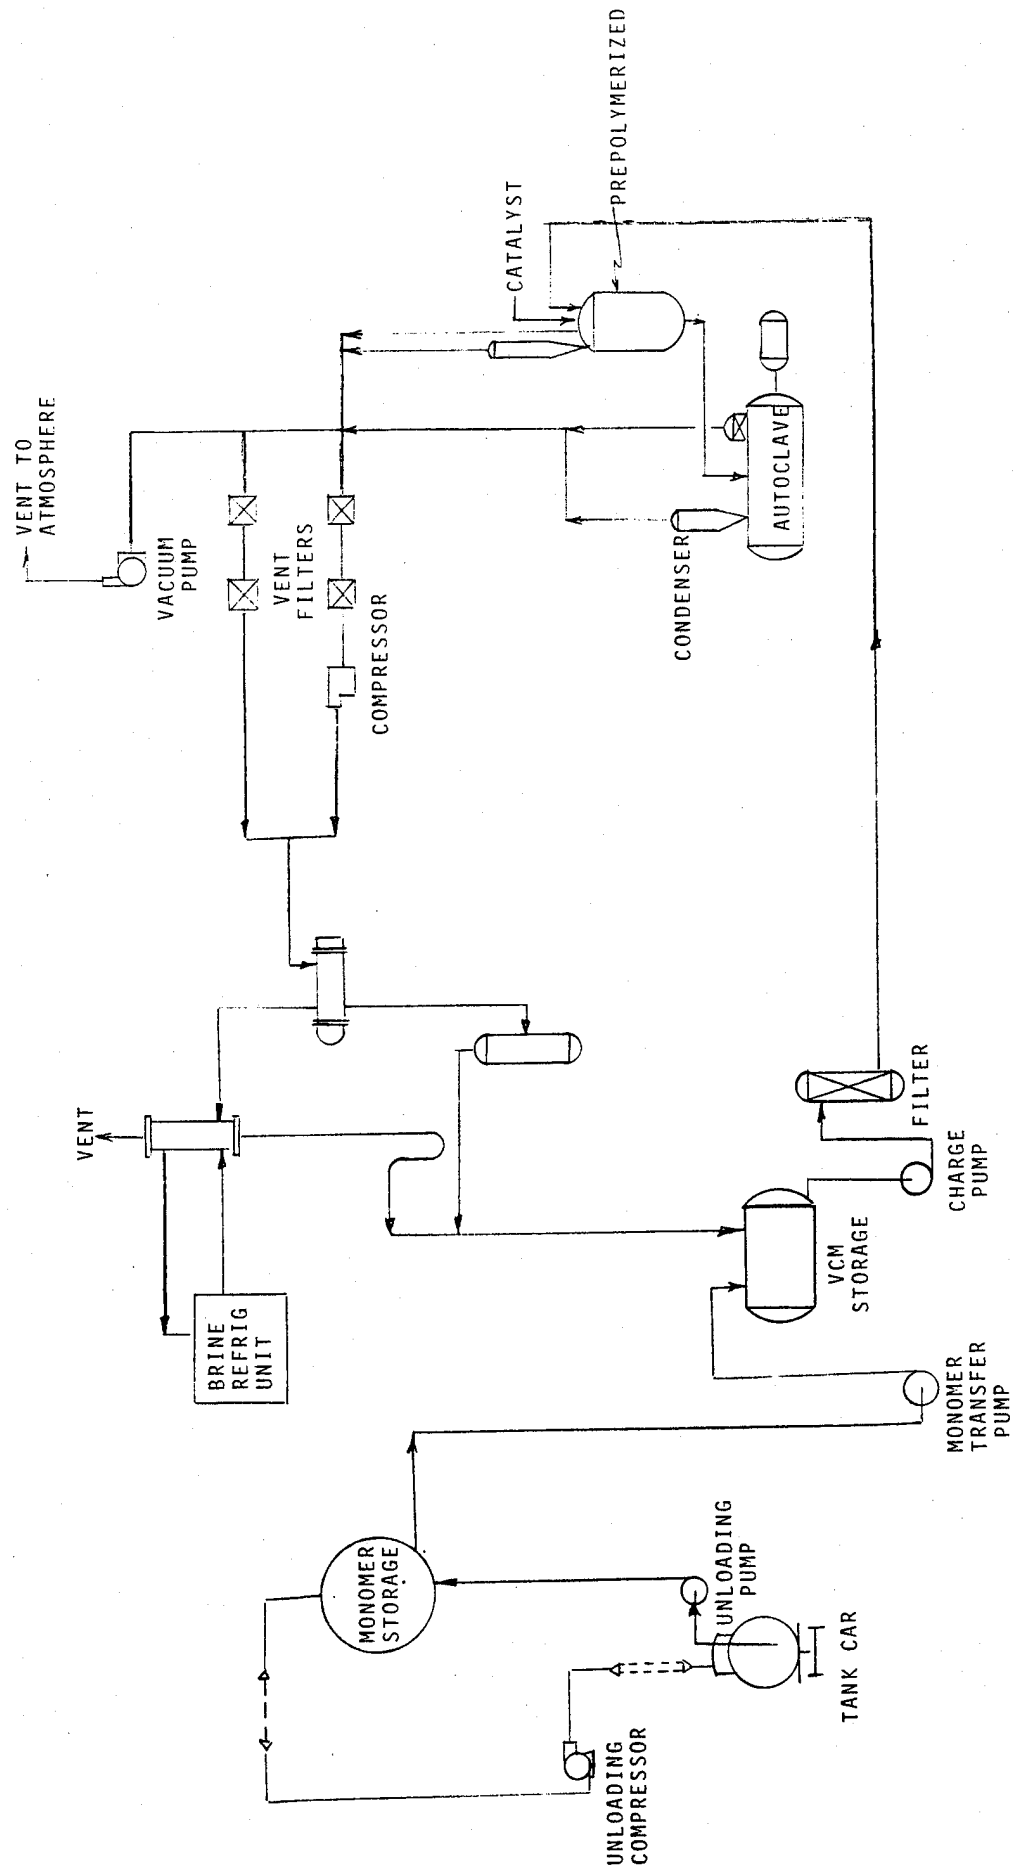 VENT TO
ATMOSPHERE
VACUUM
PUMP
VENT
FILTERS
COMPRESSOR
CATALYST
PREPOLYMERIZED
CONDENSER
AUTOCLAVE
VENT
BRINE
REFRIG
UNIT
FILTER
CHARGE
PUMP
VCM
STORAGE
MONOMER
TRANSFER
PUMP
MONOMER
STORAGE
UNLOADING
PUMP
TANK CAR
UNLOADING
COMPRESSOR